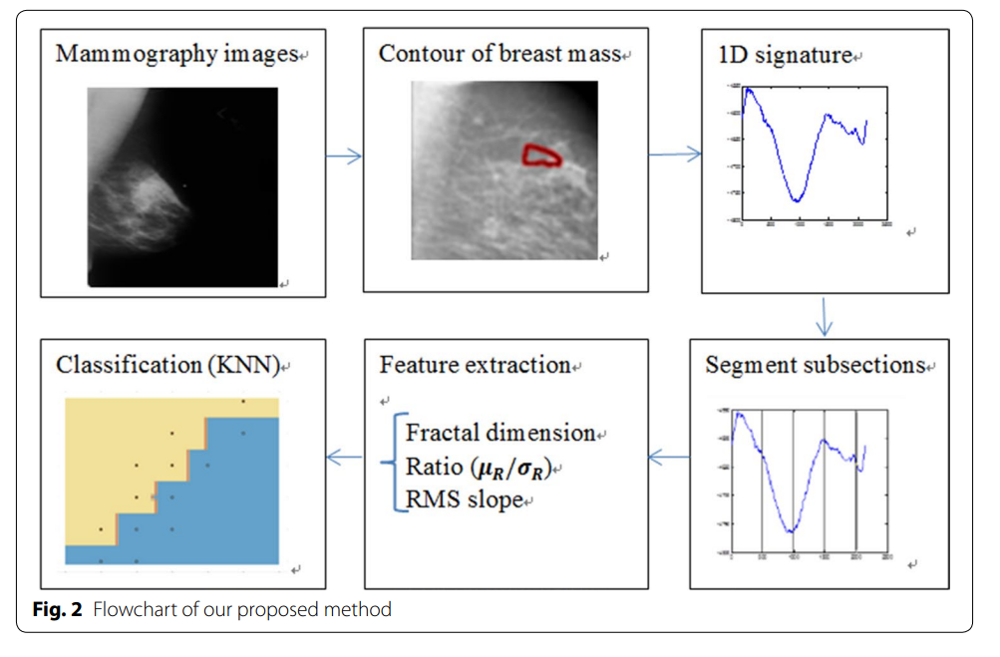 Mammography images
Contour of breast mass
1D signature
Segment subsections
Feature extraction
Fractal dimension
Ratio (μR/σR)
RMS slope
Classification (KNN)
Fig. 2 Flowchart of our proposed method